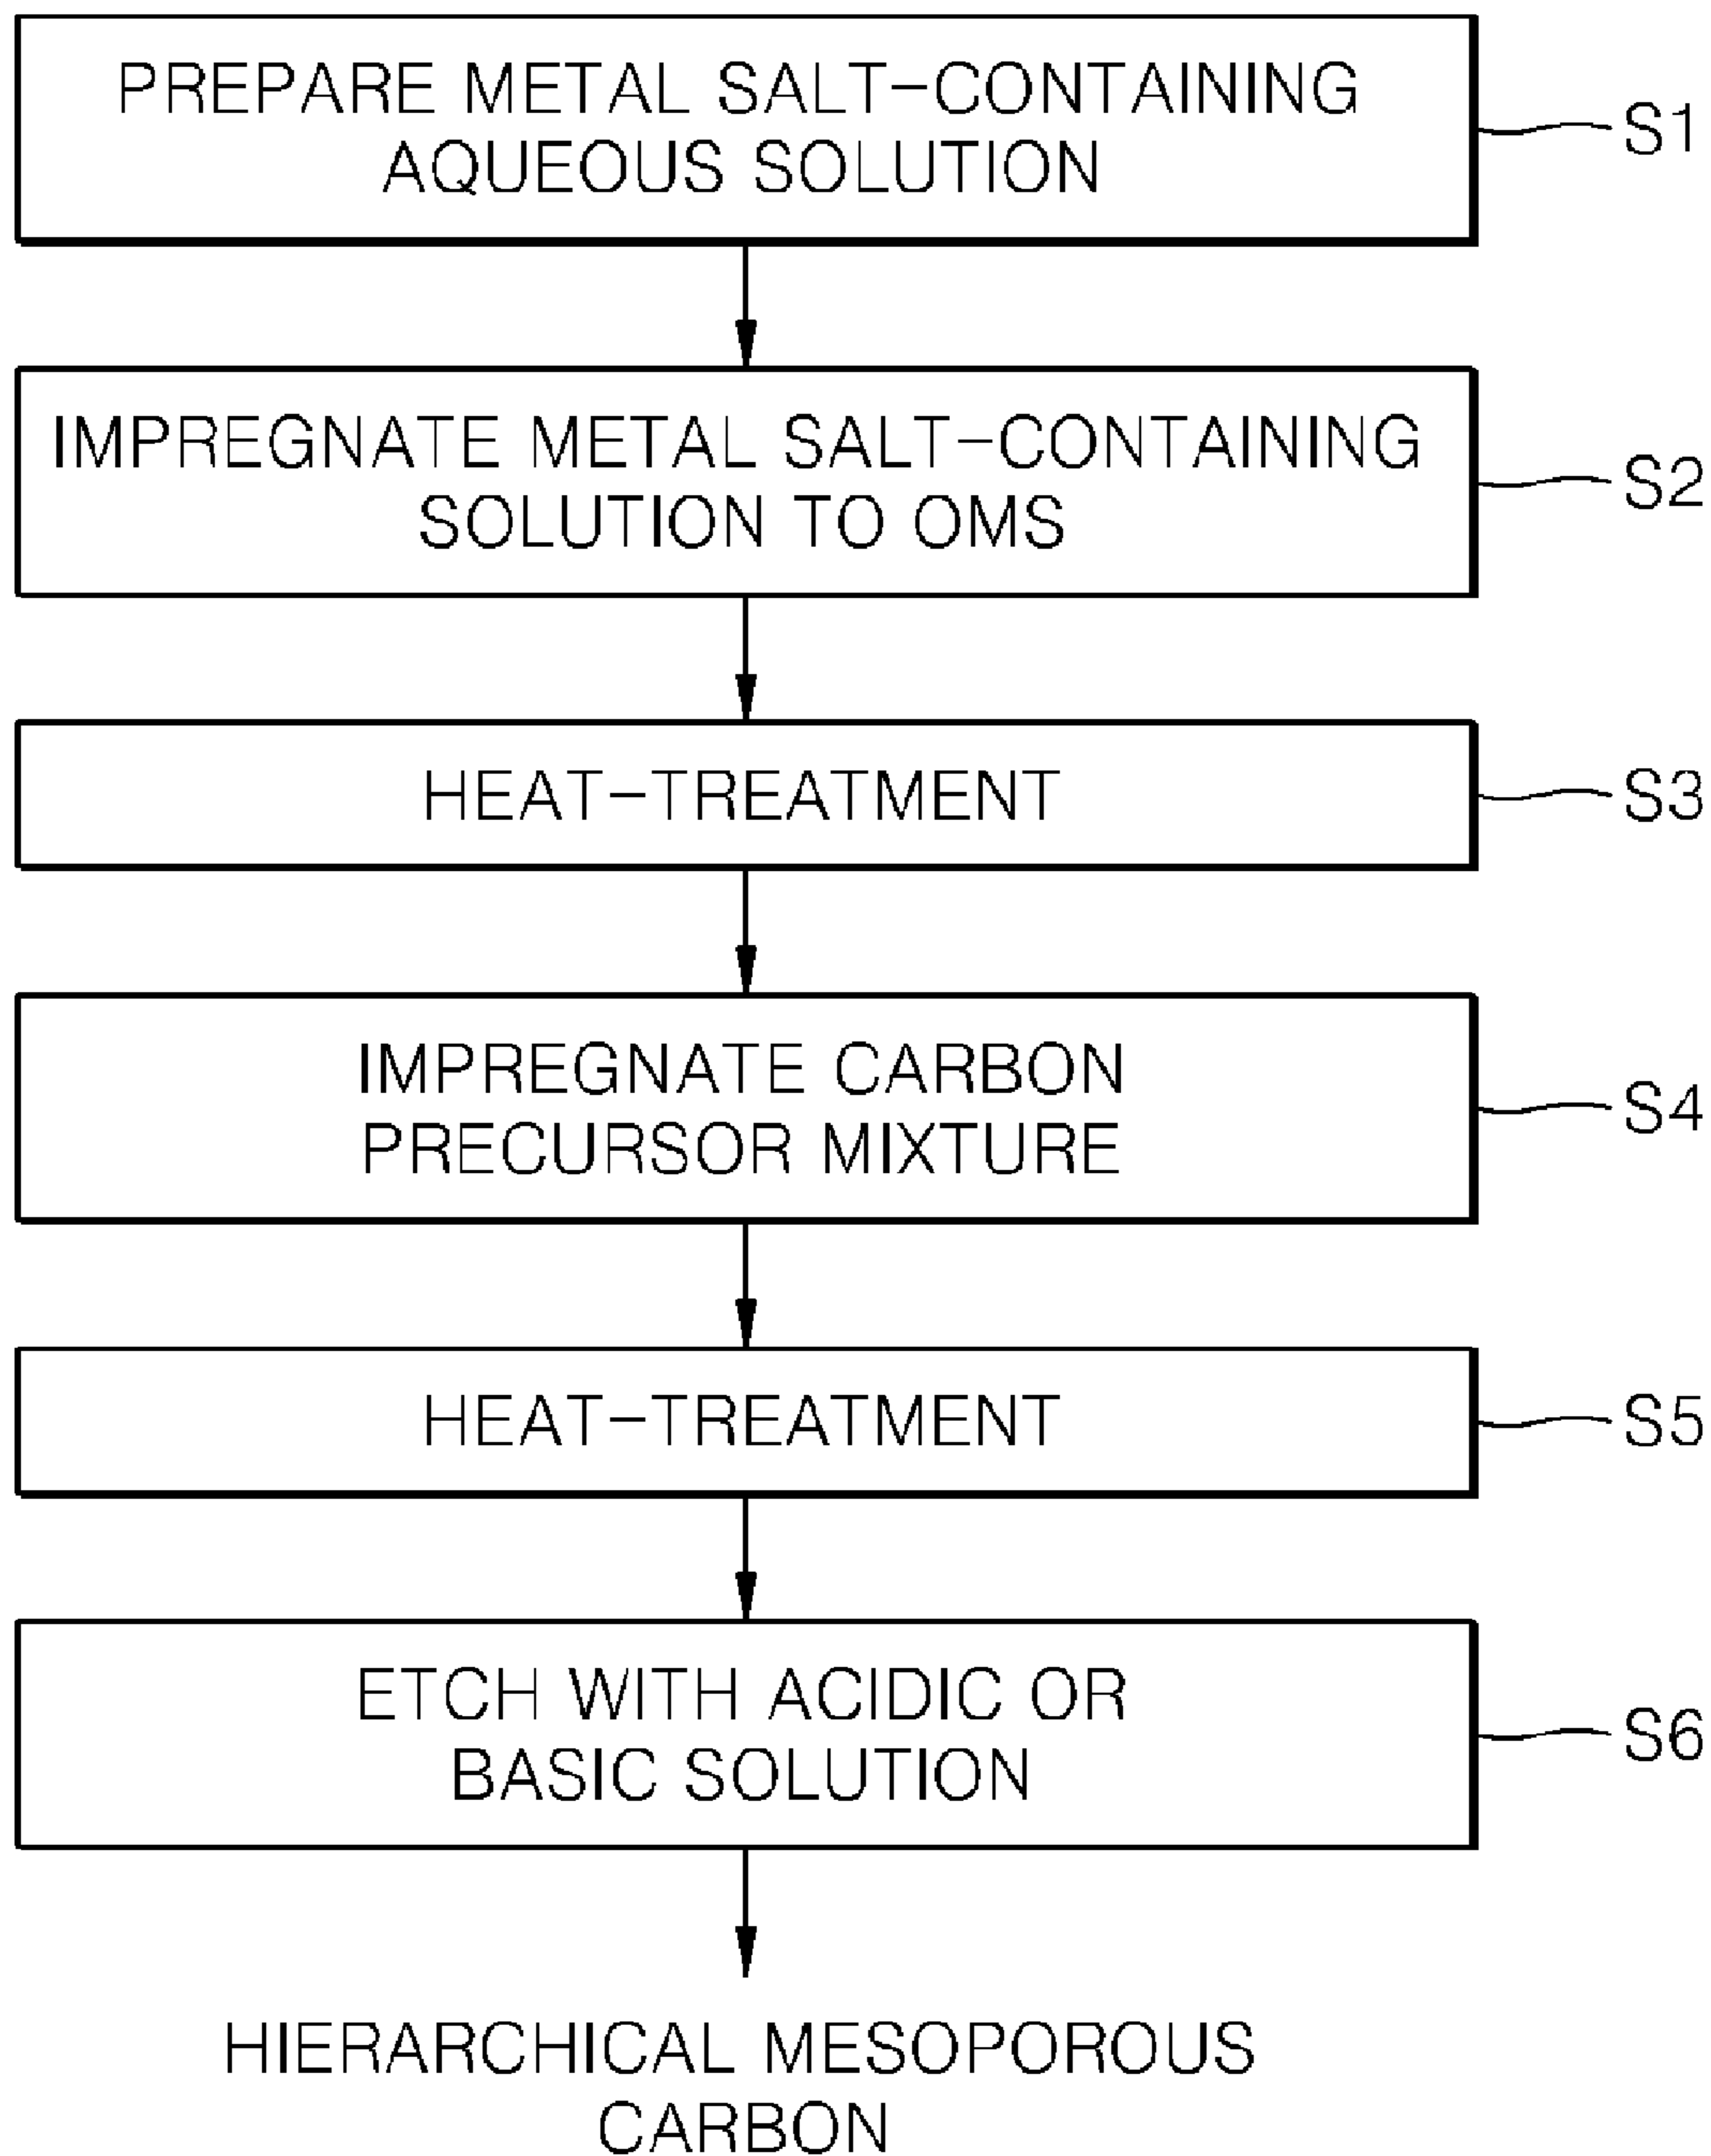 PREPARE METAL SALT-CONTAINING
AQUEOUS SOLUTION
S1
IMPREGNATE METAL SALT-CONTAINING
SOLUTION TO OMS
S2
HEAT-TREATMENT
S3
IMPREGNATE CARBON
PRECURSOR MIXTURE
S4
HEAT-TREATMENT
S5
ETCH WITH ACIDIC OR
BASIC SOLUTION
S6
HIERARCHICAL MESOPOROUS
CARBON